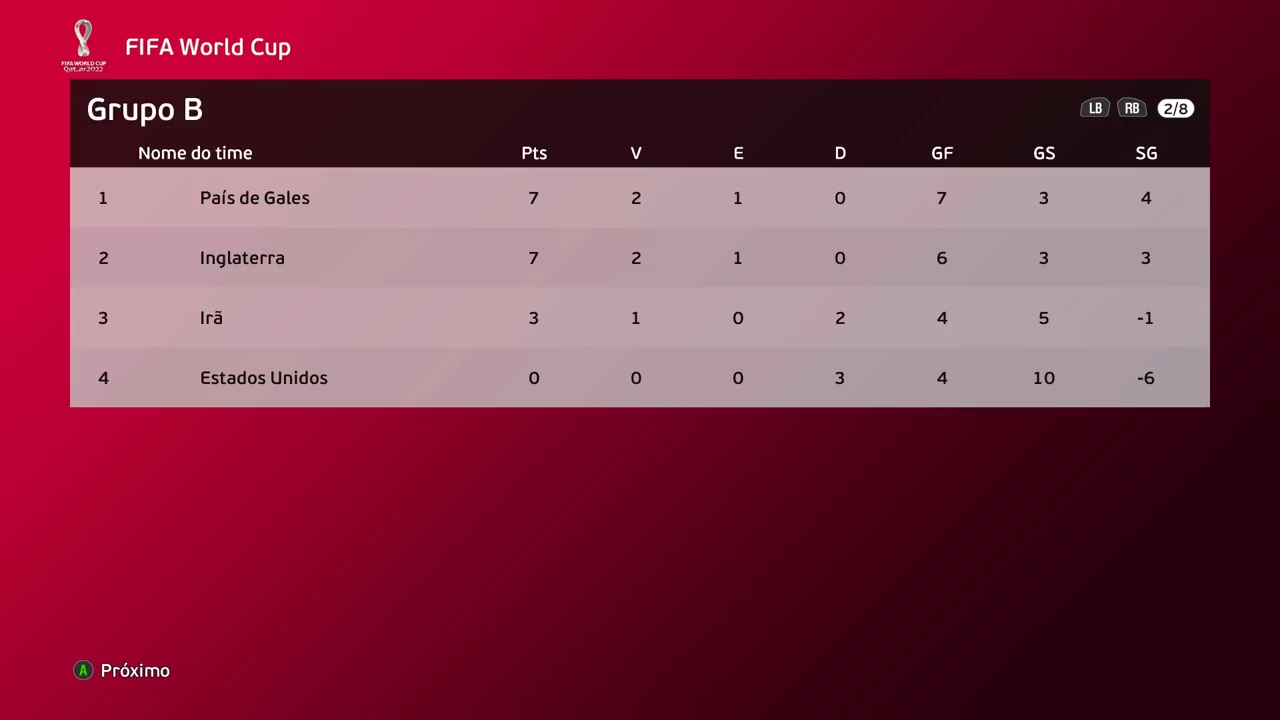 FIFA World Cup
FIFA WORLD CUP
Qatar2022
Grupo B
LB RB 2/8
Nome do time Pts V E D GF GS SG
1 País de Gales 7 2 1 0 7 3 4
2 Inglaterra 7 2 1 0 6 3 3
3 Irã 3 1 0 2 4 5 -1
4 Estados Unidos 0 0 0 3 4 10 -6
A Próximo